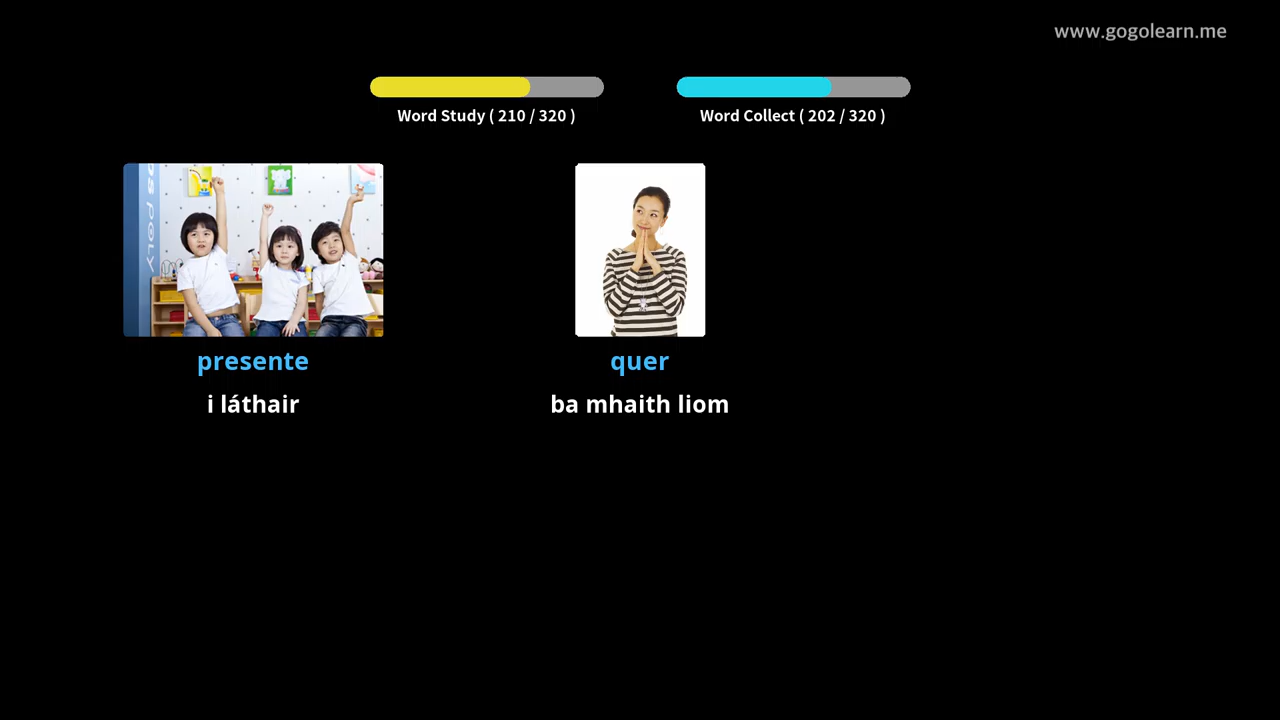 www.gogolearn.me
Word Study ( 210 / 320 )
Word Collect ( 202 / 320 )
presente
i láthair
quer
ba mhaith liom